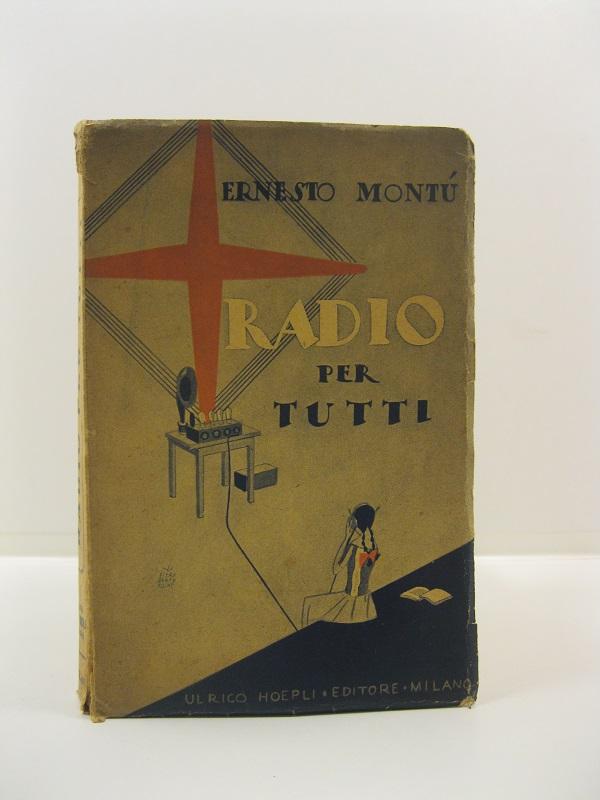 ERNESTO MONTÚ
RADIO
PER
TUTTI
ULRICO HOEPLI • EDITORE • MILANO